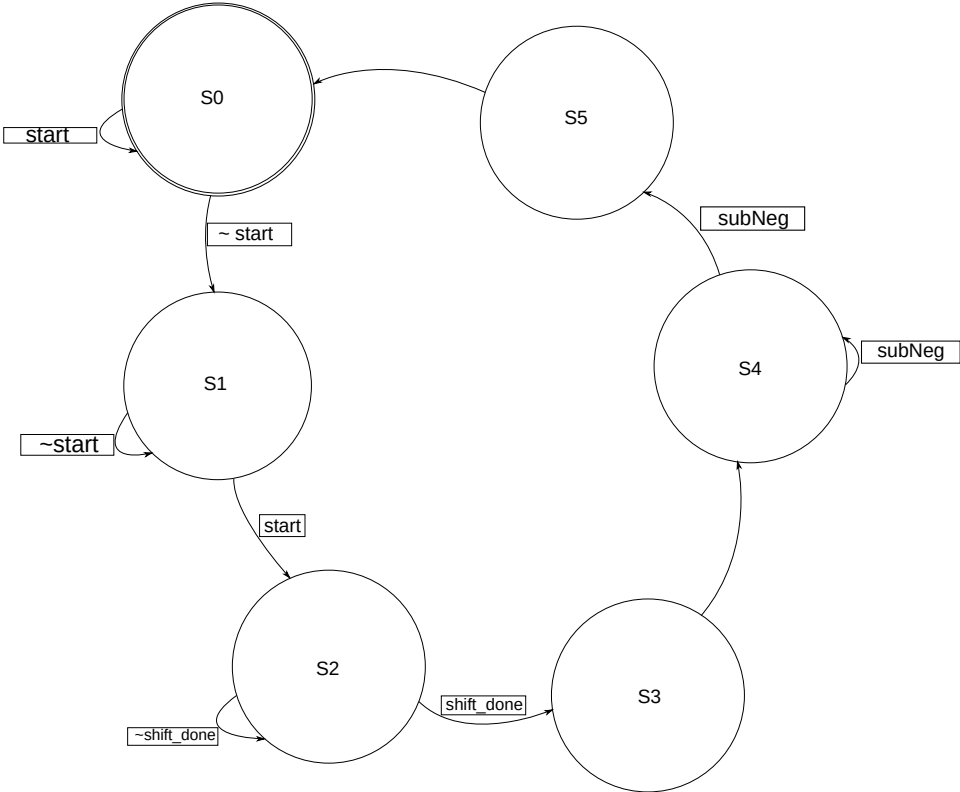 S0
S5
start
~ start
subNeg
S1
S4
subNeg
~start
start
S2
S3
shift_done
~shift_done